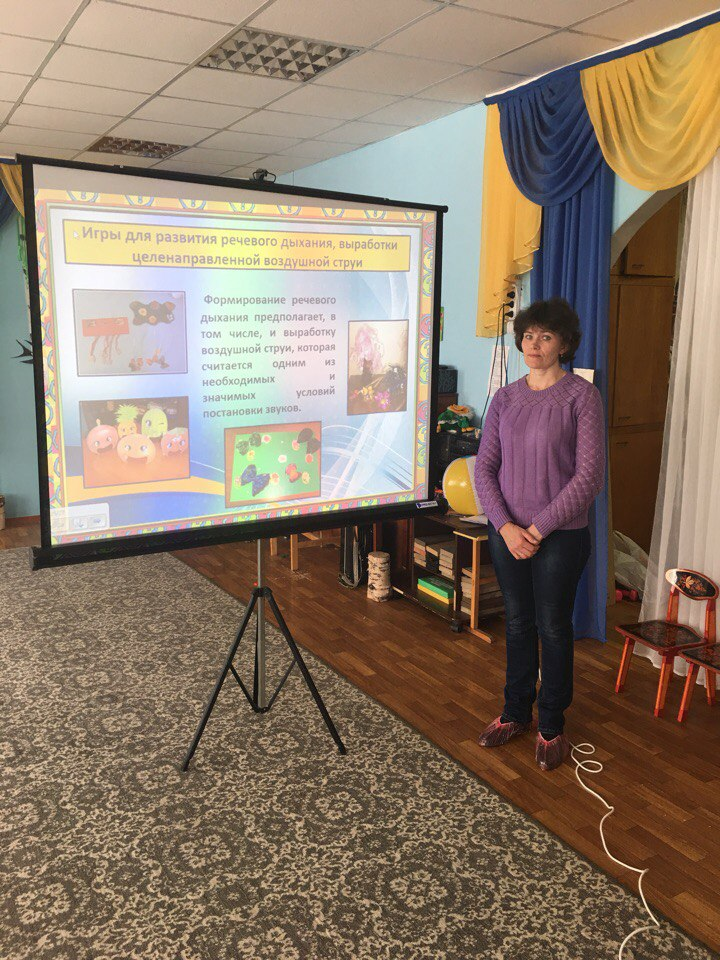 Игры для развития речевого дыхания, выработки
целенаправленной воздушной струи
Формирование речевого
дыхания предполагает, в
том числе, и выработку
воздушной струи, которая
считается одним из
необходимых и
значимых условий
постановки звуков.